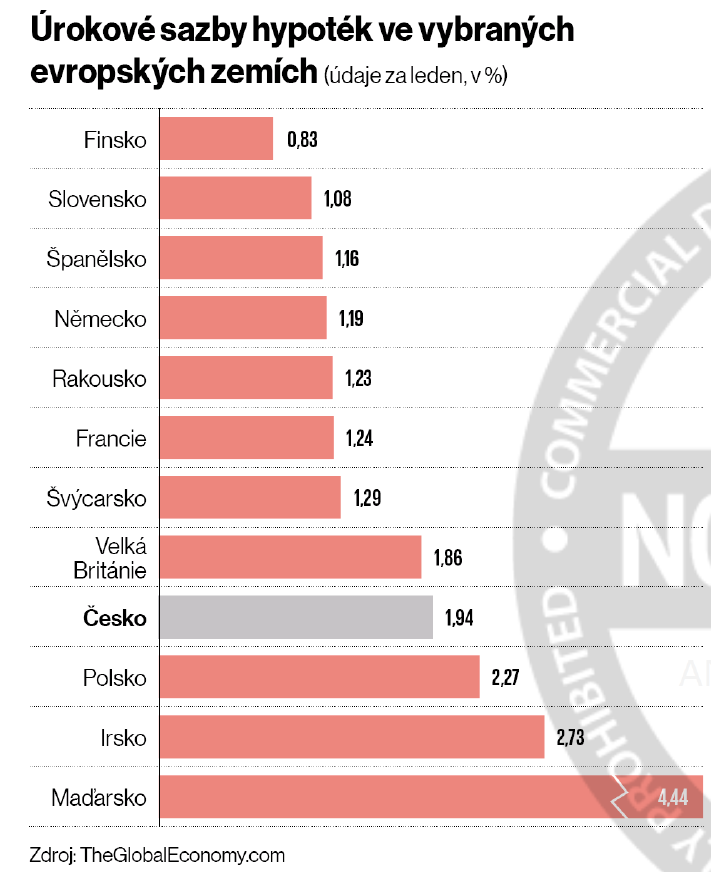 Úrokové sazby hypoték ve vybraných
evropských zemích (údaje za leden, v %)
Finsko 0,83
Slovensko 1,08
Španělsko 1,16
Německo 1,19
Rakousko 1,23
Francie 1,24
Švýcarsko 1,29
Velká
Británie 1,86
Česko 1,94
Polsko 2,27
Irsko 2,73
Maďarsko 4,44
Zdroj: TheGlobalEconomy.com
COMMERCIAL
PROHIBITED